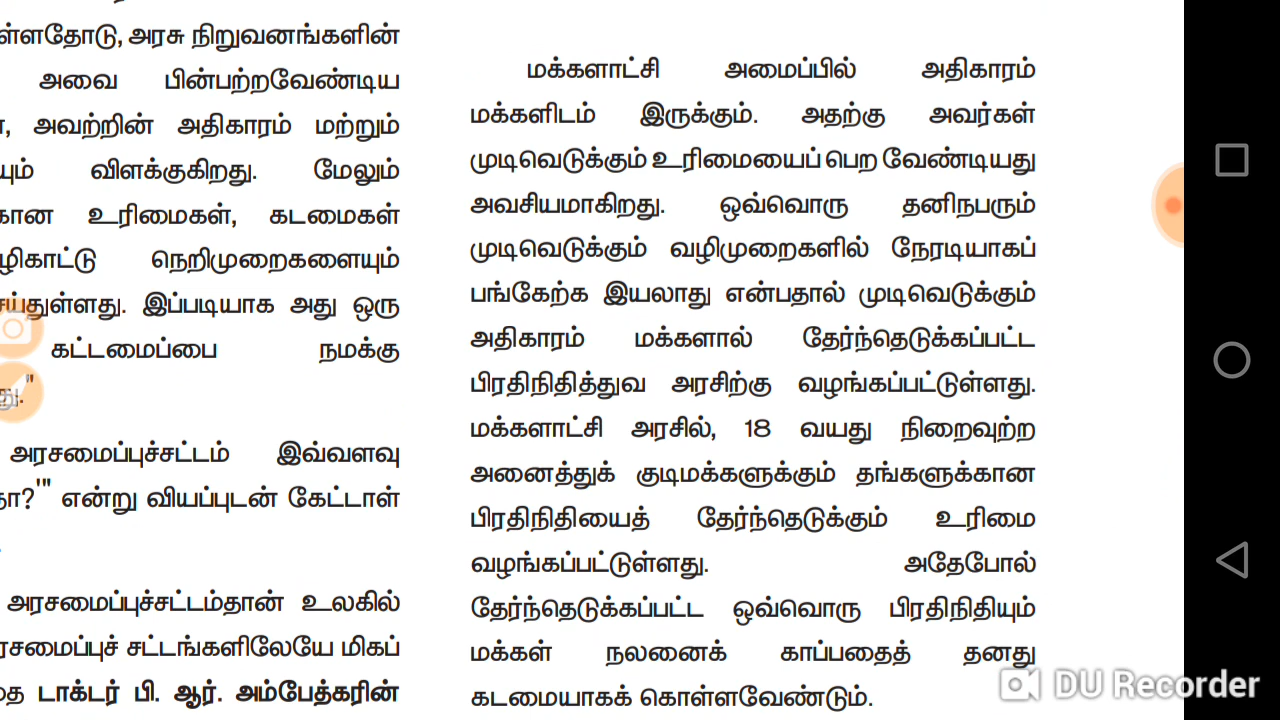 ள்ளதோடு, அரசு நிறுவனங்களின்
அவை பின்பற்றவேண்டிய
அவற்றின் அதிகாரம் மற்றும்
யும் விளக்குகிறது. மேலும்
கான உரிமைகள், கடமைகள்
ழிகாட்டு நெறிமுறைகளையும்
ய்துள்ளது. இப்படியாக அது ஒரு
கட்டமைப்பை நமக்கு
து."
அரசமைப்புச்சட்டம் இவ்வளவு
தா?'" என்று வியப்புடன் கேட்டாள்
அரசமைப்புச்சட்டம்தான் உலகில்
ரசமைப்புச் சட்டங்களிலேயே மிகப்
தை டாக்டர் பி. ஆர். அம்பேத்கரின்
மக்களாட்சி அமைப்பில் அதிகாரம்
மக்களிடம் இருக்கும். அதற்கு அவர்கள்
முடிவெடுக்கும் உரிமையைப் பெற வேண்டியது
அவசியமாகிறது. ஒவ்வொரு தனிநபரும்
முடிவெடுக்கும் வழிமுறைகளில் நேரடியாகப்
பங்கேற்க இயலாது என்பதால் முடிவெடுக்கும்
அதிகாரம் மக்களால் தேர்ந்தெடுக்கப்பட்ட
பிரதிநிதித்துவ அரசிற்கு வழங்கப்பட்டுள்ளது.
மக்களாட்சி அரசில், 18 வயது நிறைவுற்ற
அனைத்துக் குடிமக்களுக்கும் தங்களுக்கான
பிரதிநிதியைத் தேர்ந்தெடுக்கும் உரிமை
வழங்கப்பட்டுள்ளது. அதேபோல்
தேர்ந்தெடுக்கப்பட்ட ஒவ்வொரு பிரதிநிதியும்
மக்கள் நலனைக் காப்பதைத் தனது
கடமையாகக் கொள்ளவேண்டும்.
DU Recorder